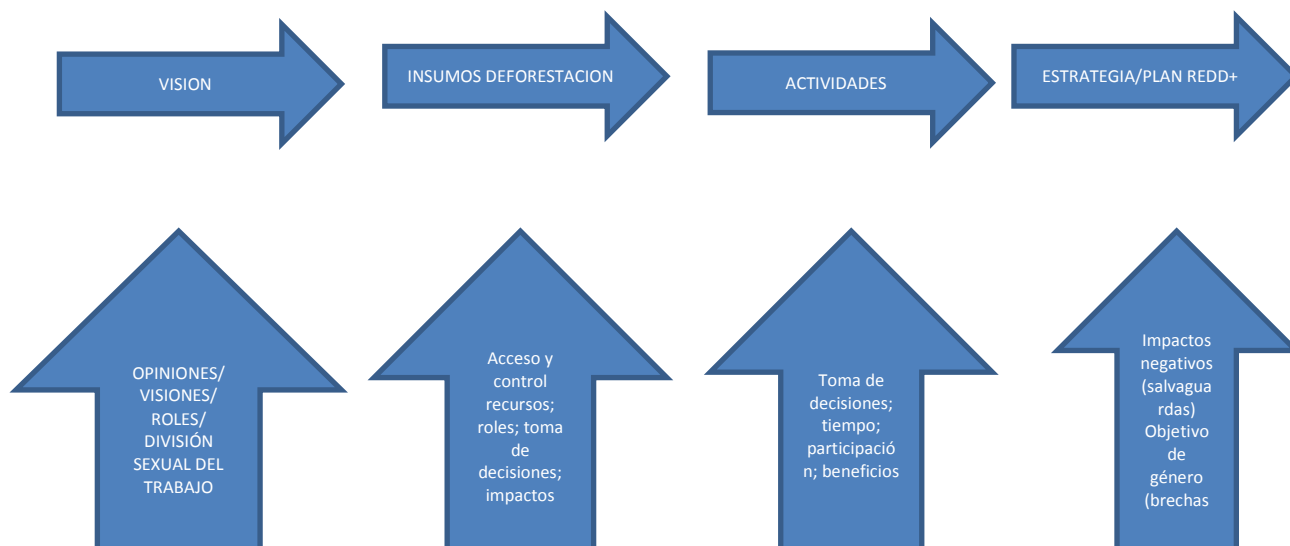 VISION
INSUMOS DEFORESTACION
ACTIVIDADES
ESTRATEGIA/PLAN REDD+
OPINIONES/
VISIONES/
ROLES/
DIVISIÓN
SEXUAL DEL
TRABAJO
Acceso y
control
recursos;
roles; toma
de
decisiones;
impactos
Toma de
decisiones;
tiempo;
participació
n; beneficios
Impactos
negativos
(salvagua
rdas)
Objetivo
de
género
(brechas